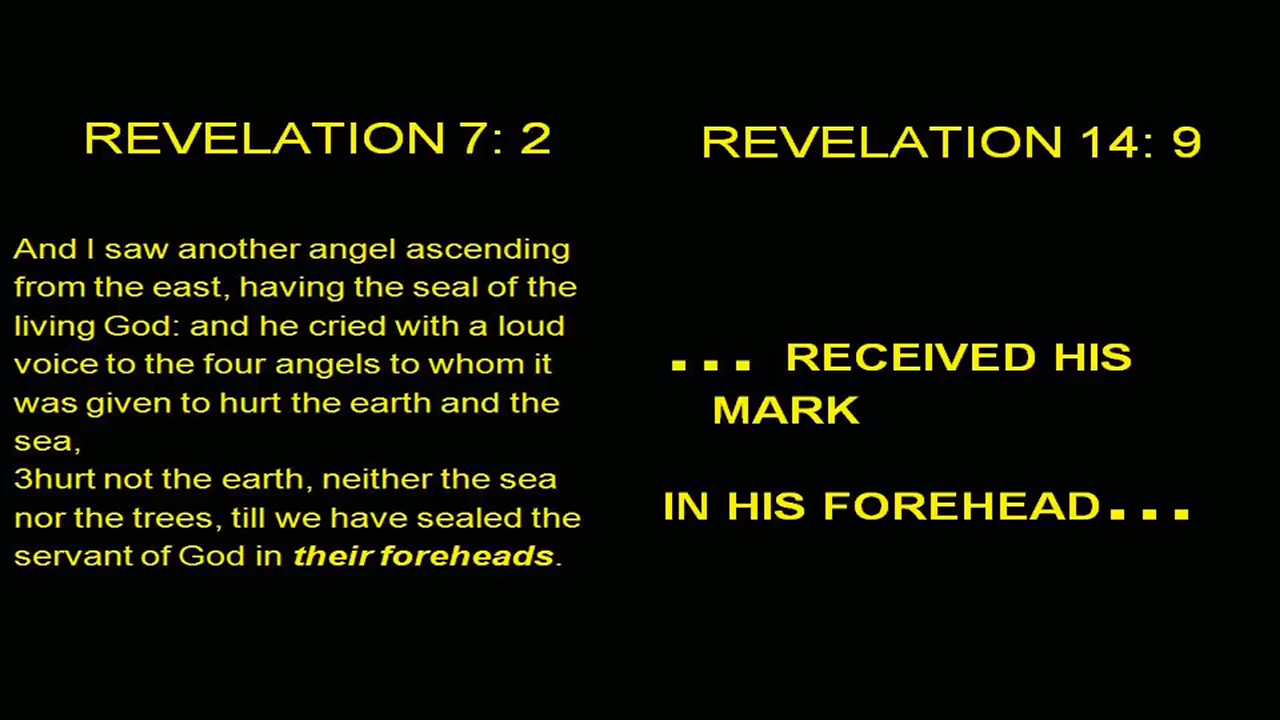 REVELATION 7: 2
And I saw another angel ascending
from the east, having the seal of the
living God: and he cried with a loud
voice to the four angels to whom it
was given to hurt the earth and the
sea,
3hurt not the earth, neither the sea
nor the trees, till we have sealed the
servant of God in their foreheads.
REVELATION 14: 9
... RECEIVED HIS
MARK
IN HIS FOREHEAD...